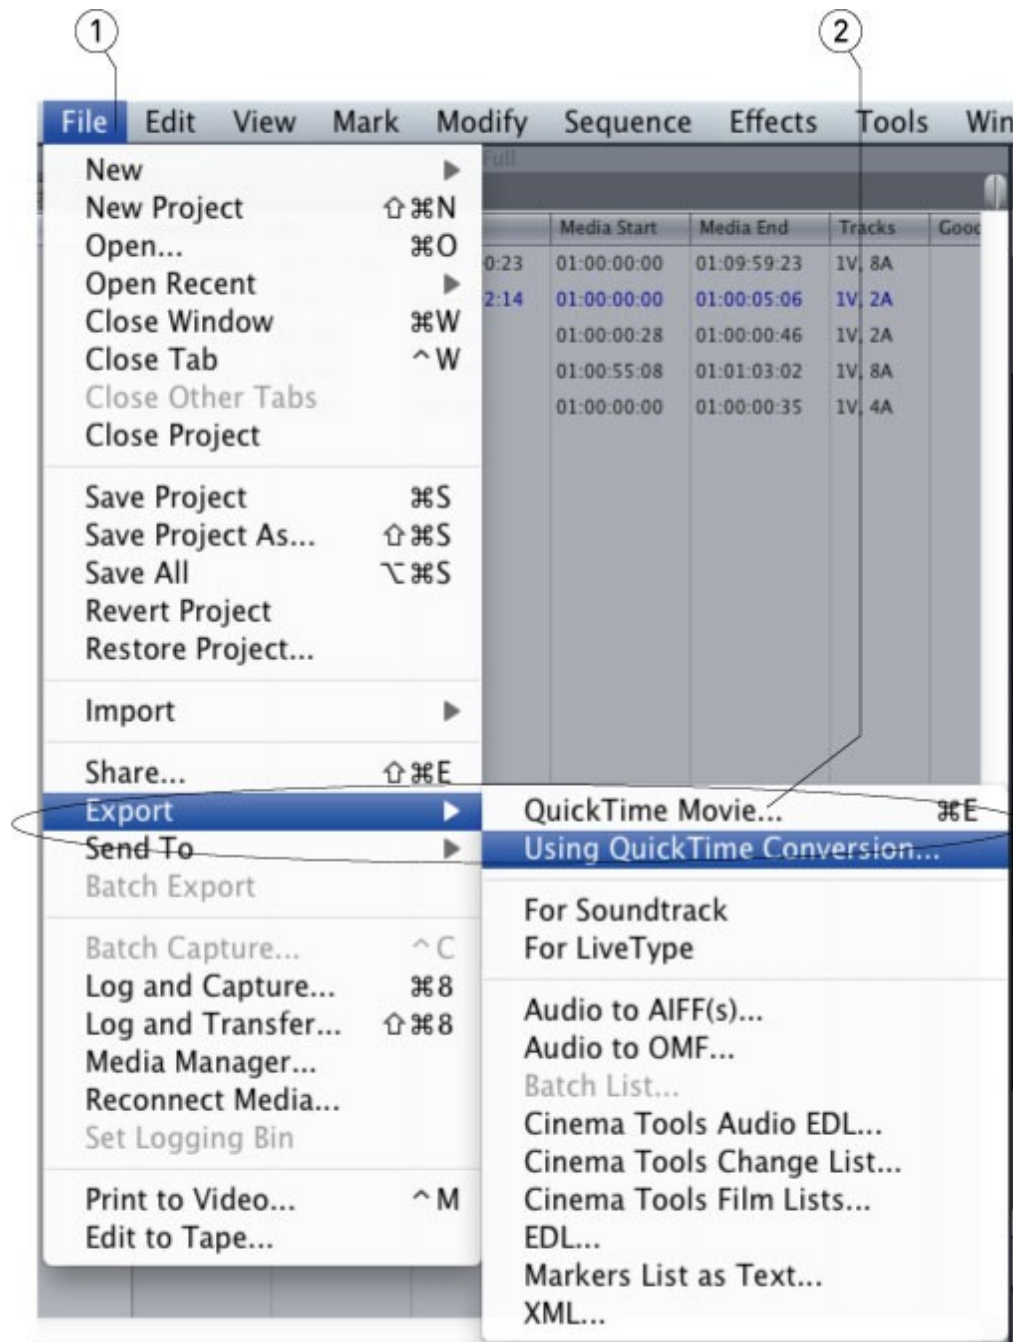 1 2
File Edit View Mark Modify Sequence Effects Tools Win
Full
New
New Project ⇧⌘N
Open... ⌘O
Open Recent
Close Window ⌘W
Close Tab ^W
Close Other Tabs
Close Project
Save Project ⌘S
Save Project As... ⇧⌘S
Save All ⌥⌘S
Revert Project
Restore Project...
Import
Share... ⇧⌘E
Export
Send To
Batch Export
Batch Capture... ^C
Log and Capture... ⌘8
Log and Transfer... ⇧⌘8
Media Manager...
Reconnect Media...
Set Logging Bin
Print to Video... ^M
Edit to Tape...
Media Start Media End Tracks Good
0:23 01:00:00:00 01:09:59:23 1V, 8A
2:14 01:00:00:00 01:00:05:06 1V, 2A
01:00:00:28 01:00:00:46 1V, 2A
01:00:55:08 01:01:03:02 1V, 8A
01:00:00:00 01:00:00:35 1V, 4A
QuickTime Movie... ⌘E
Using QuickTime Conversion...
For Soundtrack
For LiveType
Audio to AIFF(s)...
Audio to OMF...
Batch List...
Cinema Tools Audio EDL...
Cinema Tools Change List...
Cinema Tools Film Lists...
EDL...
Markers List as Text...
XML...